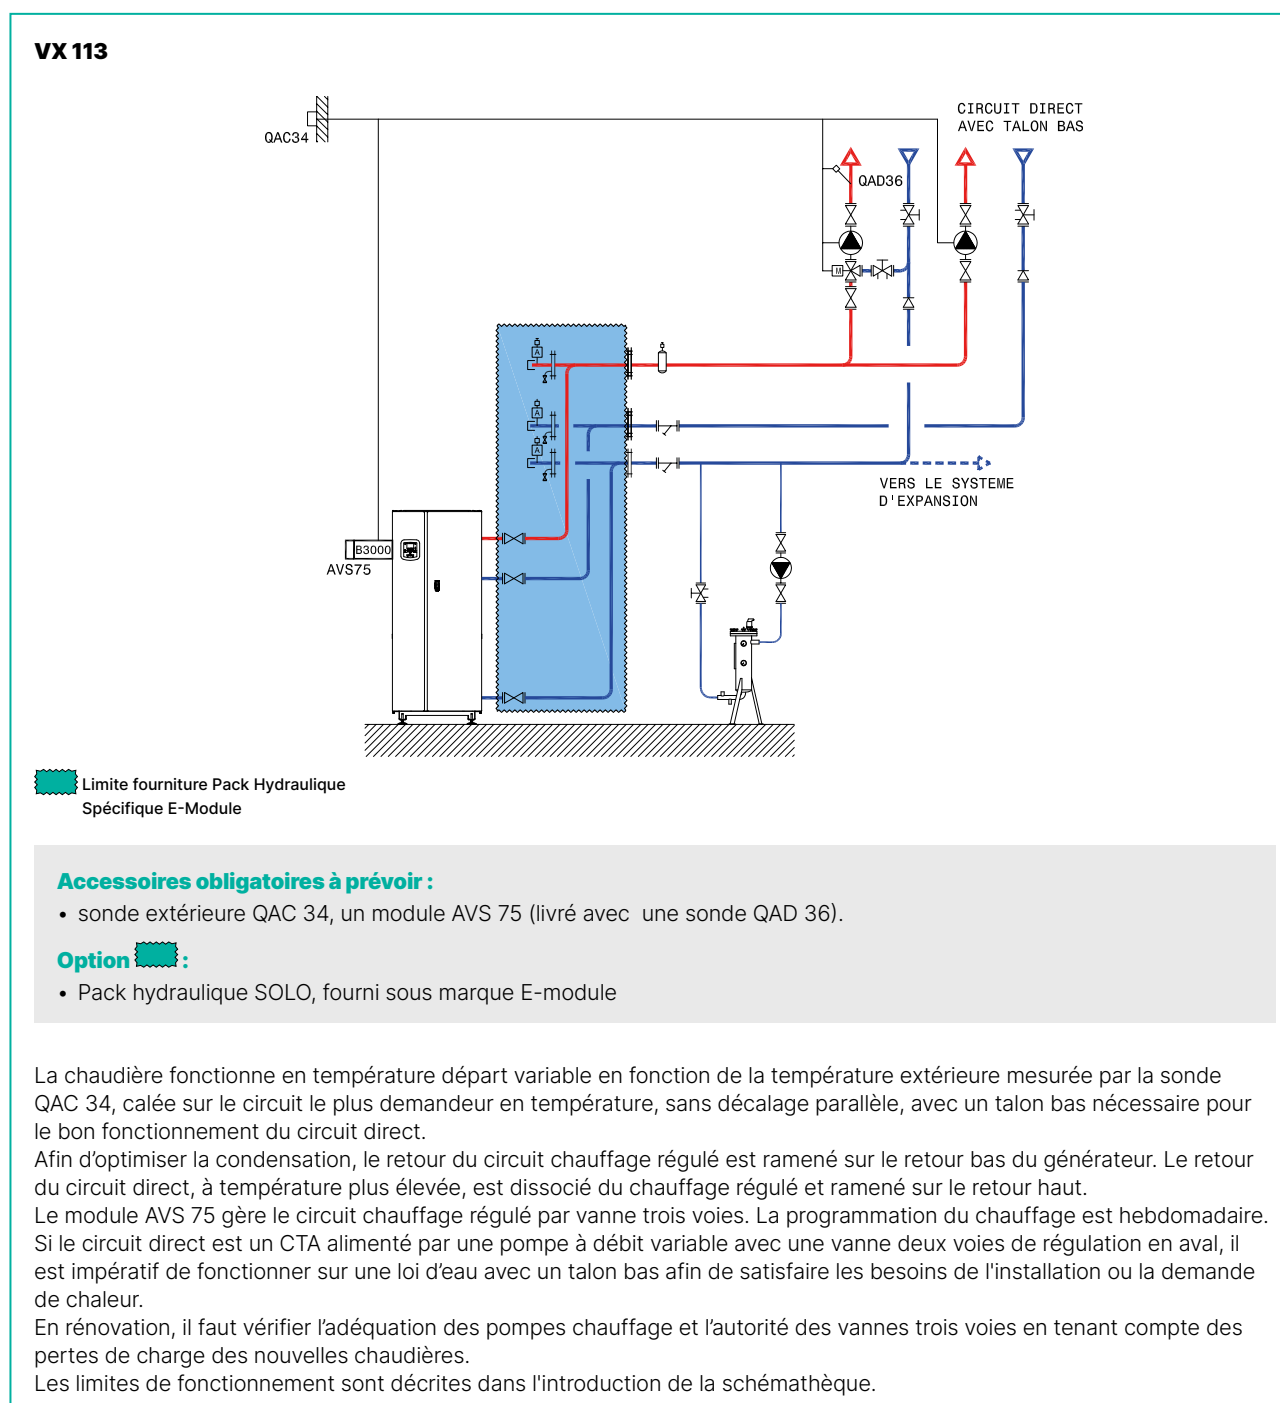 VX 113
CIRCUIT DIRECT
AVEC TALON BAS
QAC34
QAD36
M
A
A
A
VERS LE SYSTEME
D'EXPANSION
B3000
AVS75
Limite fourniture Pack Hydraulique
Spécifique E-Module
Accessoires obligatoires à prévoir :
• sonde extérieure QAC 34, un module AVS 75 (livré avec  une sonde QAD 36).
Option :
• Pack hydraulique SOLO, fourni sous marque E-module
La chaudière fonctionne en température départ variable en fonction de la température extérieure mesurée par la sonde
QAC 34, calée sur le circuit le plus demandeur en température, sans décalage parallèle, avec un talon bas nécessaire pour
le bon fonctionnement du circuit direct.
Afin d’optimiser la condensation, le retour du circuit chauffage régulé est ramené sur le retour bas du générateur. Le retour
du circuit direct, à température plus élevée, est dissocié du chauffage régulé et ramené sur le retour haut.
Le module AVS 75 gère le circuit chauffage régulé par vanne trois voies. La programmation du chauffage est hebdomadaire.
Si le circuit direct est un CTA alimenté par une pompe à débit variable avec une vanne deux voies de régulation en aval, il
est impératif de fonctionner sur une loi d’eau avec un talon bas afin de satisfaire les besoins de l'installation ou la demande
de chaleur.
En rénovation, il faut vérifier l’adéquation des pompes chauffage et l’autorité des vannes trois voies en tenant compte des
pertes de charge des nouvelles chaudières.
Les limites de fonctionnement sont décrites dans l'introduction de la schémathèque.